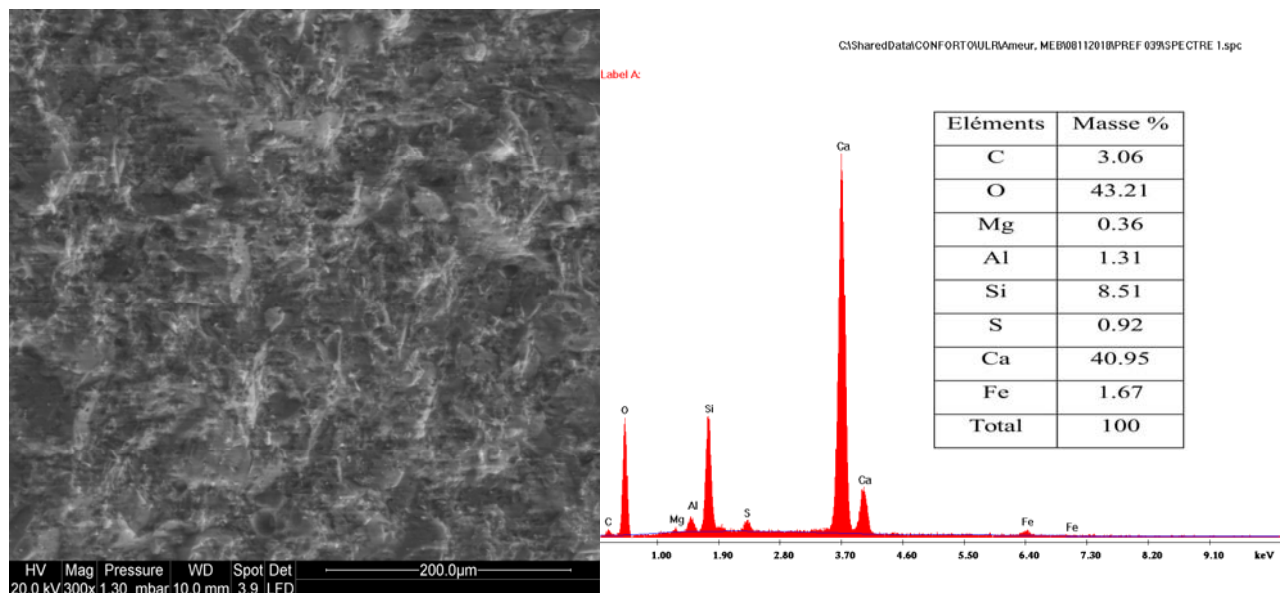 C:\SharedData\CONFORTO\ULR\Ameur, MEB\08112018\PREF 039\SPECTRE 1.spc
Label A:
Eléments Masse %
C 3.06
O 43.21
Mg 0.36
Al 1.31
Si 8.51
S 0.92
Ca 40.95
Fe 1.67
Total 100
Ca
O
Si
Ca
C
Mg
Al
S
Fe
Fe
1.00 1.90 2.80 3.70 4.60 5.50 6.40 7.30 8.20 9.10 keV
HV Mag Pressure WD Spot Det
20.0 kV 300x 1.30 mbar 10.0 mm 3.9 LFD
200.0µm